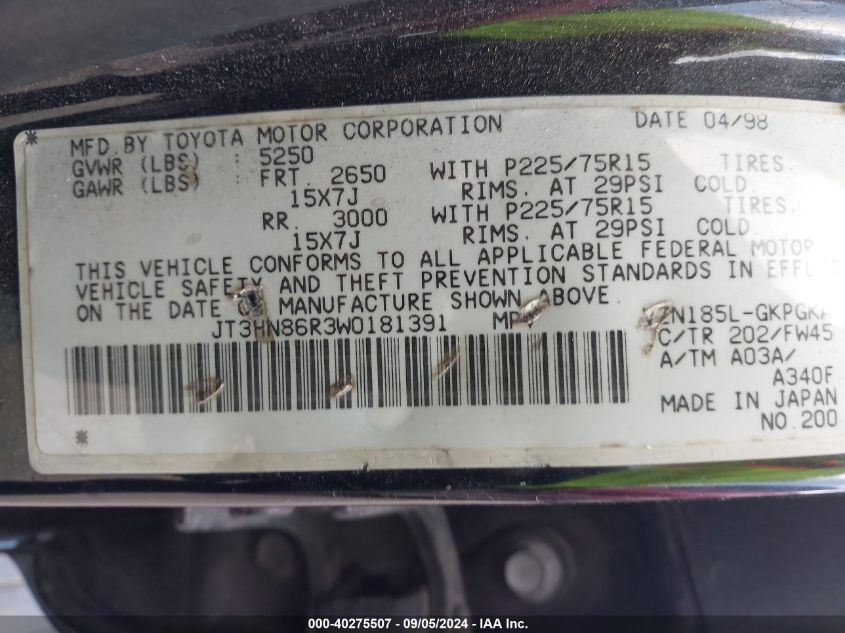 * MFD. BY TOYOTA MOTOR CORPORATION DATE 04/98
GVWR (LBS) : 5250
GAWR (LBS) : FRT. 2650 WITH P225/75R15 TIRES.
15X7J RIMS. AT 29PSI COLD.
RR. 3000 WITH P225/75R15 TIRES.
15X7J RIMS. AT 29PSI COLD.
THIS VEHICLE CONFORMS TO ALL APPLICABLE FEDERAL MOTOR
VEHICLE SAFETY AND THEFT PREVENTION STANDARDS IN EFFECT
ON THE DATE MANUFACTURE SHOWN ABOVE.
JT3HN86R3W0181391 ZN185L-GKPGKA
C/TR 202/FW45
A/TM A03A/
A340F
MADE IN JAPAN
* NO.200
000-40275507 - 09/05/2024 - IAA Inc.